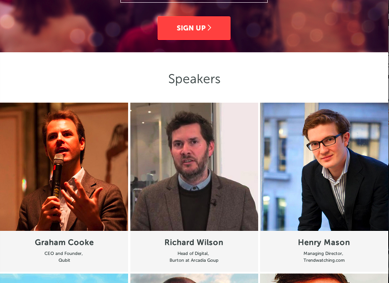 SIGN UP >
Speakers
Graham Cooke
CEO and Founder,
Qubit
Richard Wilson
Head of Digital,
Burton at Arcadia Goup
Henry Mason
Managing Director,
Trendwatching.com